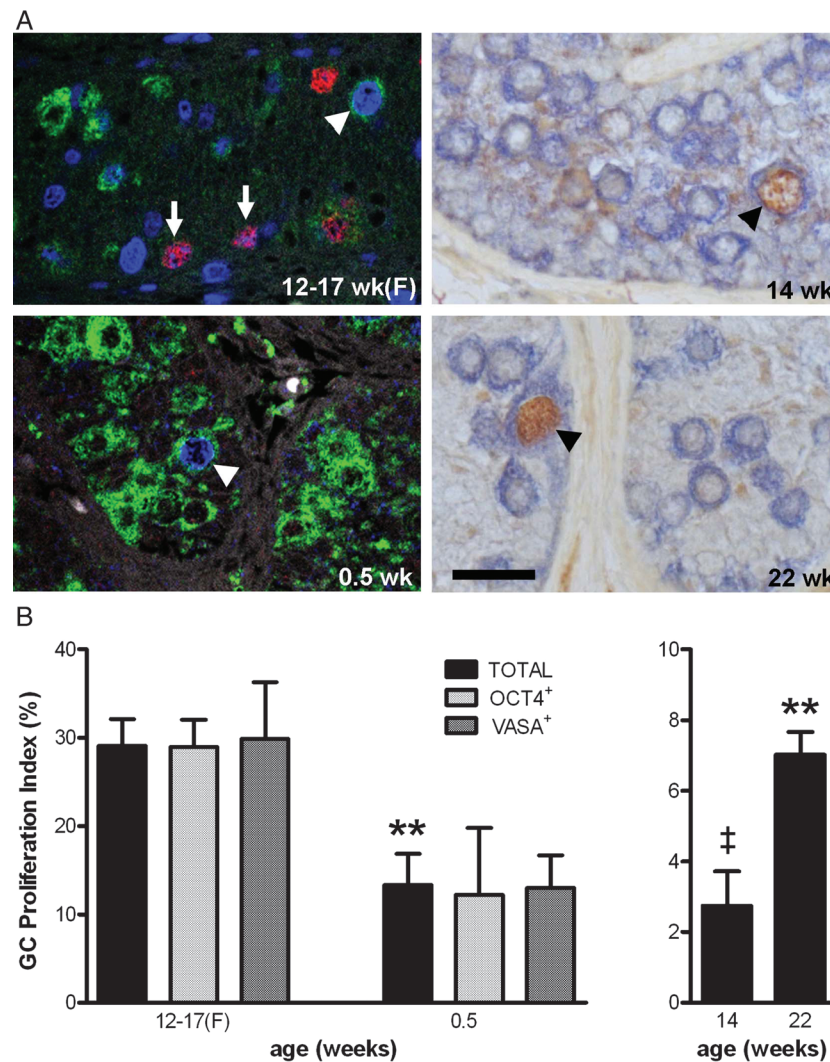 A
12-17 wk(F)
14 wk
0.5 wk
22 wk
B
GC Proliferation Index (%)
40
30
20
10
0
TOTAL
OCT4⁺
VASA⁺
**
12-17(F)
0.5
age (weeks)
10
8
6
4
2
0
‡
**
14
22
age (weeks)